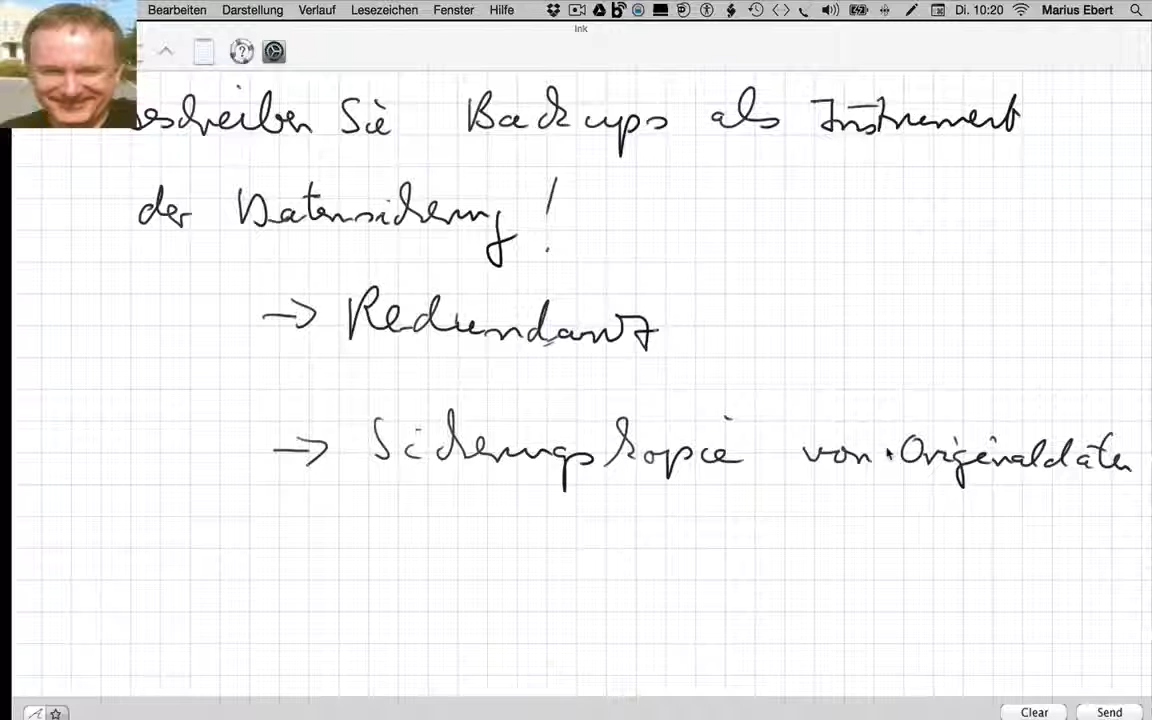 Bearbeiten Darstellung Verlauf Lesezeichen Fenster Hilfe Di. 10:20 Marius Ebert
Ink
eschreiben Sie Backups als Instrument
der Datensicherung!
→ Redundanz
→ Sicherungskopie von Originaldaten
Clear Send